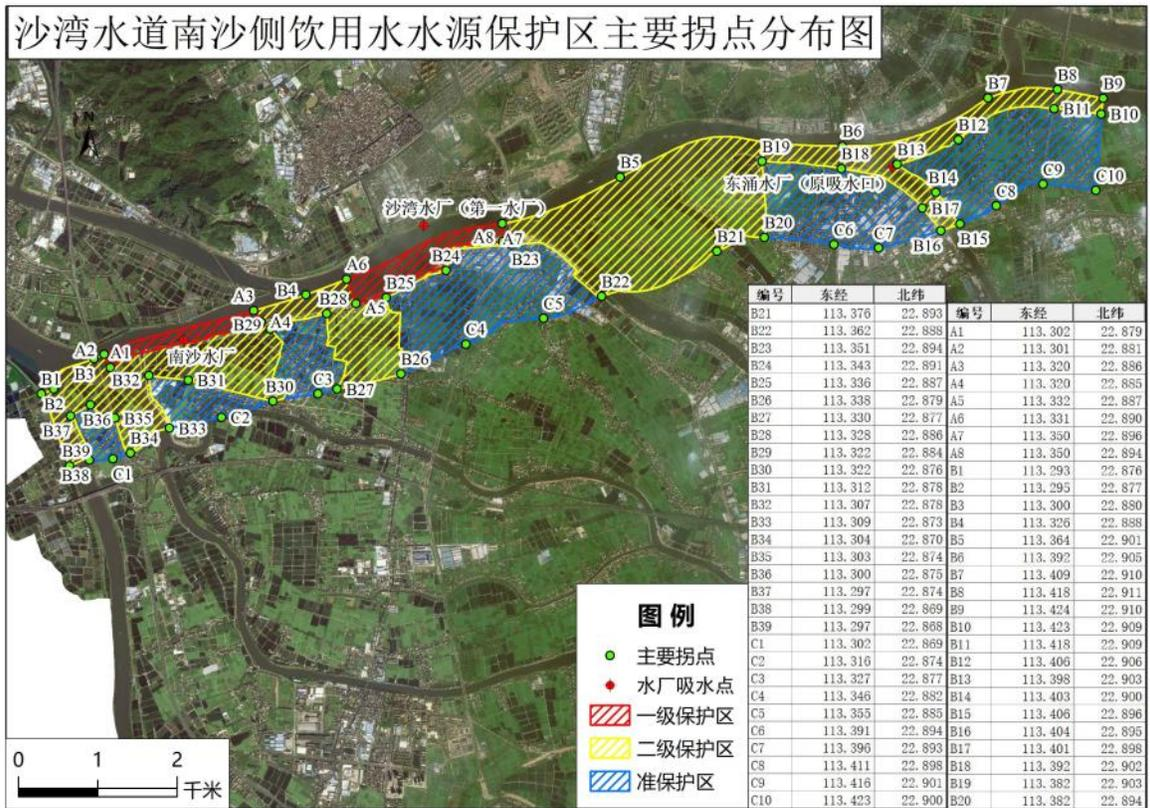 沙湾水道南沙侧饮用水水源保护区主要拐点分布图
N
B8
B7
B9
B11
B10
B12
B6
B19
B13
B18
B5
东涌水厂（原吸水口）
C9
C10
B14
沙湾水厂（第一水厂）
B17
C8
A8
A7
B20
C6
C7
B16
B15
B21
B24
B23
A6
B25
B22
B4
B28
A3
A5
C5
B29
A4
C4
A2
A1
南沙水厂
B3
B32
B31
B26
B1
B30
C3
B27
B2
B36
B35
C2
B37
B33
B34
B39
B38
C1
编号 东经 北纬
B21 113.376 22.893
B22 113.362 22.888
B23 113.351 22.894
B24 113.343 22.891
B25 113.336 22.887
B26 113.338 22.879
B27 113.330 22.877
B28 113.328 22.886
B29 113.322 22.884
B30 113.322 22.876
B31 113.312 22.878
B32 113.307 22.878
B33 113.309 22.873
B34 113.304 22.870
B35 113.303 22.874
B36 113.300 22.875
B37 113.297 22.874
B38 113.299 22.869
B39 113.297 22.868
C1 113.302 22.869
C2 113.316 22.874
C3 113.327 22.877
C4 113.346 22.882
C5 113.355 22.885
C6 113.391 22.894
C7 113.396 22.893
C8 113.411 22.898
C9 113.416 22.901
C10 113.423 22.900
编号 东经 北纬
A1 113.302 22.879
A2 113.301 22.881
A3 113.320 22.886
A4 113.320 22.885
A5 113.332 22.887
A6 113.331 22.890
A7 113.350 22.896
A8 113.350 22.894
B1 113.293 22.876
B2 113.295 22.877
B3 113.300 22.880
B4 113.326 22.888
B5 113.364 22.901
B6 113.392 22.905
B7 113.409 22.910
B8 113.418 22.911
B9 113.424 22.910
B10 113.423 22.909
B11 113.418 22.909
B12 113.406 22.906
B13 113.398 22.903
B14 113.403 22.900
B15 113.406 22.896
B16 113.404 22.895
B17 113.401 22.898
B18 113.392 22.902
B19 113.382 22.903
B20 113.382 22.894
图例
主要拐点
水厂吸水点
一级保护区
二级保护区
准保护区
0 1 2
千米